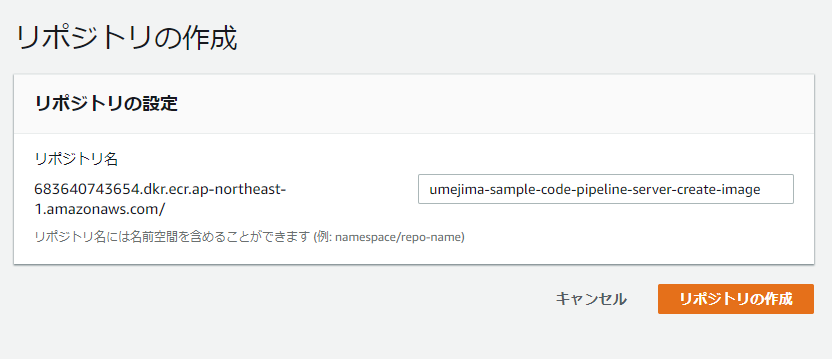 リポジトリの作成
リポジトリの設定
リポジトリ名
683640743654.dkr.ecr.ap-northeast-
1.amazonaws.com/
umejima-sample-code-pipeline-server-create-image
リポジトリ名には名前空間を含めることができます (例: namespace/repo-name)
キャンセル
リポジトリの作成